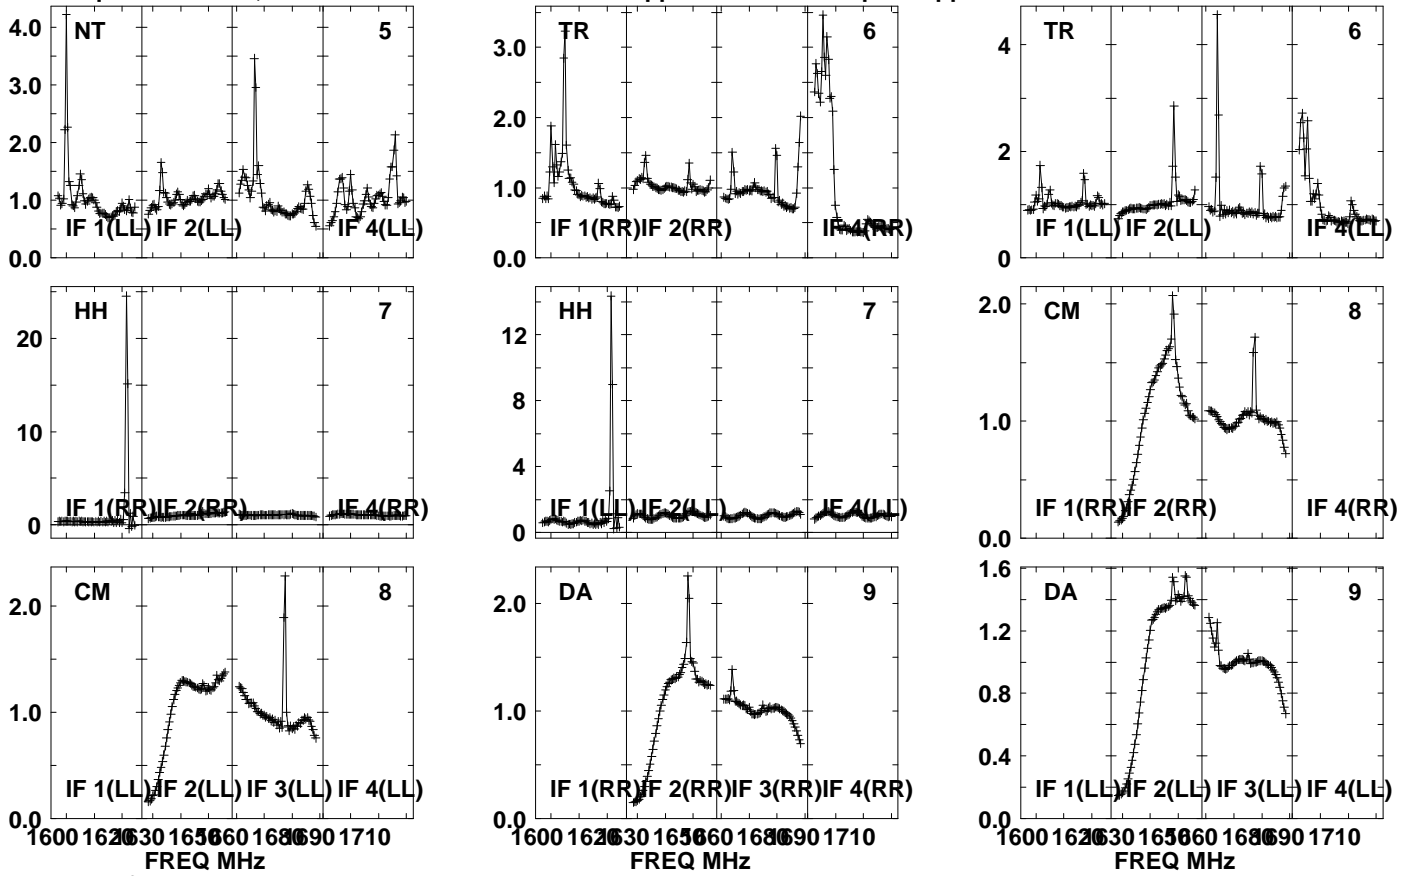 NT 5
4.0
3.0
2.0
1.0
0.0
IF 1(LL) IF 2(LL) IF 4(LL)
TR 6
3.0
2.0
1.0
0.0
IF 1(RR) IF 2(RR) IF 4(RR)
TR 6
4
2
0
IF 1(LL) IF 2(LL) IF 4(LL)
HH 7
20
10
0
IF 1(RR) IF 2(RR) IF 4(RR)
HH 7
12
8
4
0
IF 1(LL) IF 2(LL) IF 4(LL)
CM 8
2.0
1.0
0.0
IF 1(RR) IF 2(RR) IF 4(RR)
CM 8
2.0
1.0
0.0
IF 1(LL) IF 2(LL) IF 3(LL) IF 4(LL)
1600 1620 1630 1650 1660 1680 1690 1710
FREQ MHz
DA 9
2.0
1.0
0.0
IF 1(RR) IF 2(RR) IF 3(RR) IF 4(RR)
1600 1620 1630 1650 1660 1680 1690 1710
FREQ MHz
DA 9
1.6
1.2
0.8
0.4
0.0
IF 1(LL) IF 2(LL) IF 3(LL) IF 4(LL)
1600 1620 1630 1650 1660 1680 1690 1710
FREQ MHz